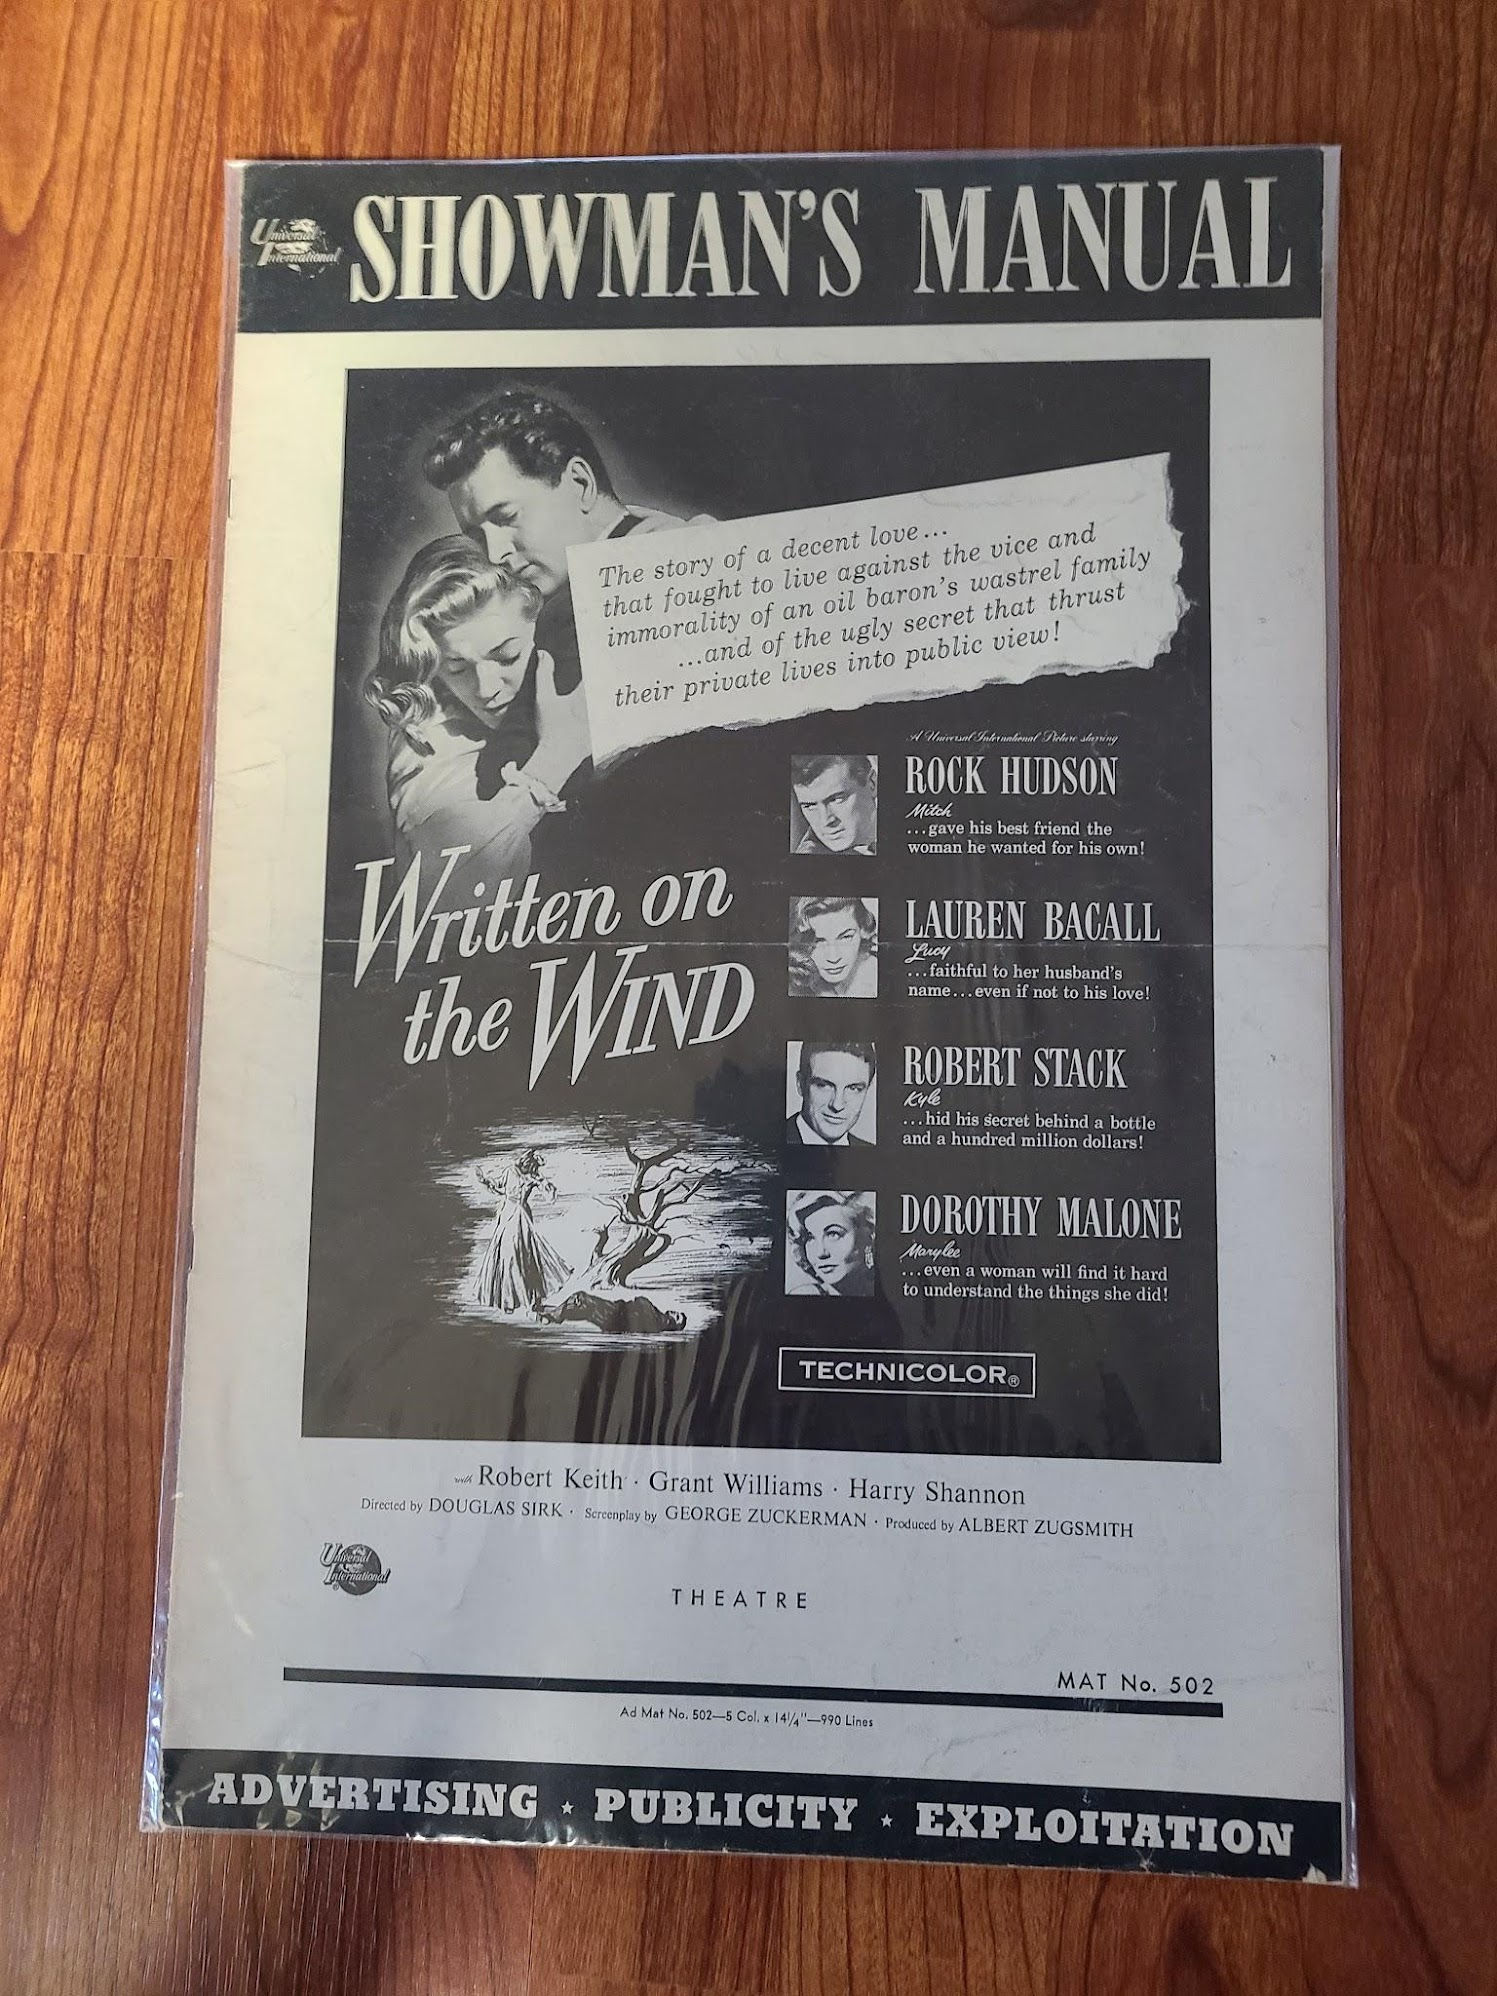 Universal International
SHOWMAN'S MANUAL
The story of a decent love...
that fought to live against the vice and
immorality of an oil baron's wastrel family
...and of the ugly secret that thrust
their private lives into public view!
A Universal-International Picture starring
ROCK HUDSON
Mitch
...gave his best friend the
woman he wanted for his own!
Written on
the WIND
LAUREN BACALL
Lucy
...faithful to her husband's
name...even if not to his love!
ROBERT STACK
Kyle
...hid his secret behind a bottle
and a hundred million dollars!
DOROTHY MALONE
Marylee
...even a woman will find it hard
to understand the things she did!
TECHNICOLOR®
with Robert Keith · Grant Williams · Harry Shannon
Directed by DOUGLAS SIRK · Screenplay by GEORGE ZUCKERMAN · Produced by ALBERT ZUGSMITH
Universal International
THEATRE
MAT No. 502
Ad Mat No. 502—5 Col. x 14¼"—990 Lines
ADVERTISING ★ PUBLICITY ★ EXPLOITATION